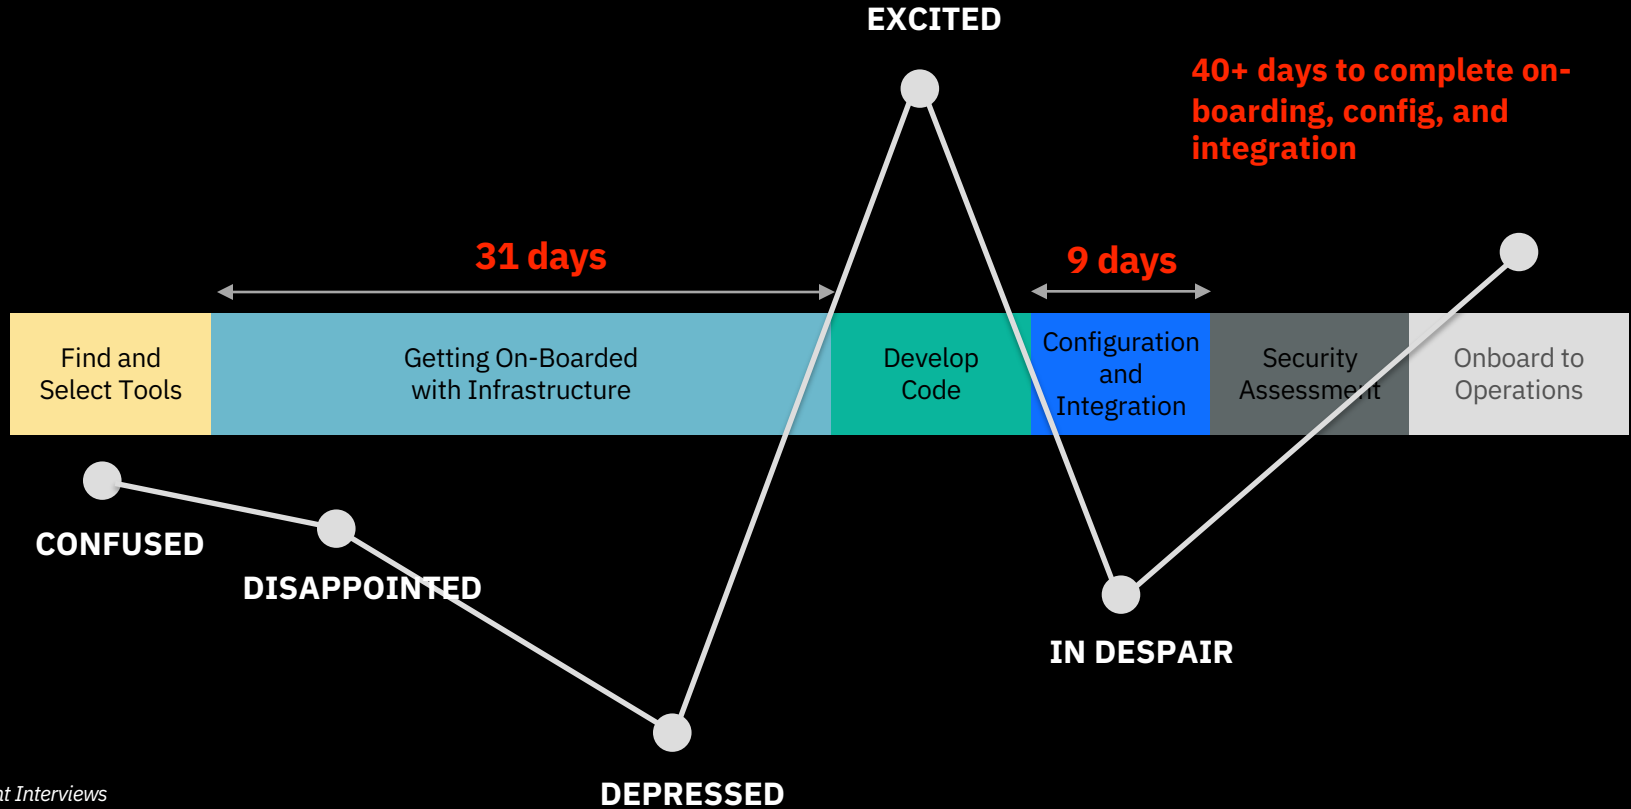 EXCITED
40+ days to complete on-
boarding, config, and
integration
31 days
9 days
Find and
Select Tools
Getting On-Boarded
with Infrastructure
Develop
Code
Configuration
and
Integration
Security
Assessment
Onboard to
Operations
CONFUSED
DISAPPOINTED
IN DESPAIR
DEPRESSED
Interviews